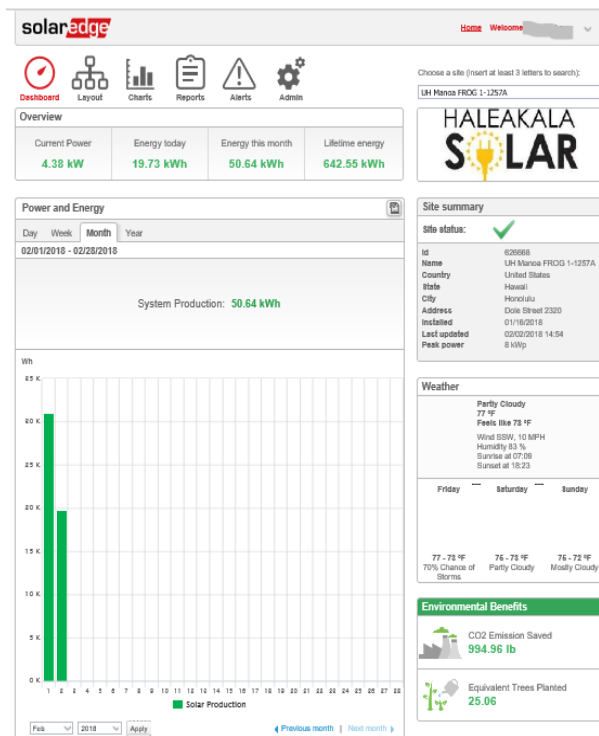 solaredge
Home Welcome
Dashboard Layout Charts Reports Alerts Admin
Choose a site (Insert at least 3 letters to search):
UH Manoa FROG 1-1257A
HALEAKALA
SOLAR
Overview
Current Power Energy today Energy this month Lifetime energy
4.38 kW 19.73 kWh 50.64 kWh 642.55 kWh
Power and Energy
Day Week Month Year
02/01/2018 - 02/28/2018
System Production: 50.64 kWh
Wh
35 K
30 K
25 K
20 K
15 K
10 K
5 K
0 K
1 2 3 4 5 6 7 8 9 10 11 12 13 14 15 16 17 18 19 20 21 22 23 24 25 26 27 28
Solar Production
Feb 2018 Apply
Previous month | Next month
Site summary
Site status:
Id 626668
Name UH Manoa FROG 1-1257A
Country United States
State Hawaii
City Honolulu
Address Dole Street 2320
Installed 01/16/2018
Last updated 02/02/2018 14:54
Peak power 8 kWp
Weather
Partly Cloudy
77 ºF
Feels like 78 ºF
Wind SSW, 10 MPH
Humidity 83 %
Sunrise at 07:09
Sunset at 18:23
Friday Saturday Sunday
77 - 78 ºF 76 - 78 ºF 76 - 72 ºF
70% Chance of Storms Partly Cloudy Mostly Cloudy
Environmental Benefits
CO2 Emission Saved
994.96 lb
Equivalent Trees Planted
25.06